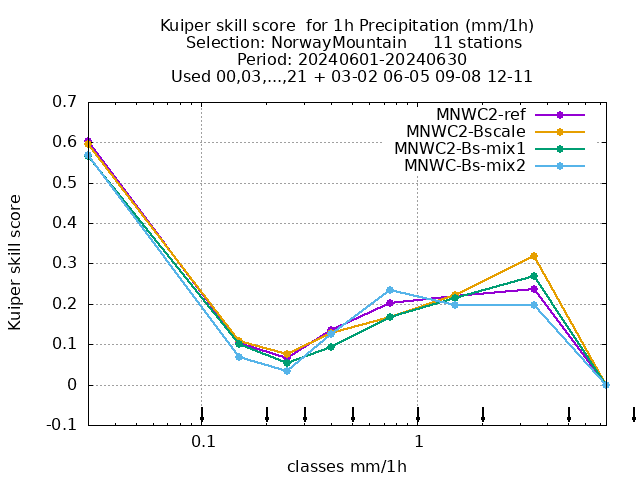 Kuiper skill score  for 1h Precipitation (mm/1h)
Selection: NorwayMountain     11 stations
Period: 20240601-20240630
Used 00,03,...,21 + 03-02 06-05 09-08 12-11
MNWC2-ref
MNWC2-Bscale
MNWC2-Bs-mix1
MNWC-Bs-mix2
Kuiper skill score
0.7
0.6
0.5
0.4
0.3
0.2
0.1
0
-0.1
0.1
1
classes mm/1h